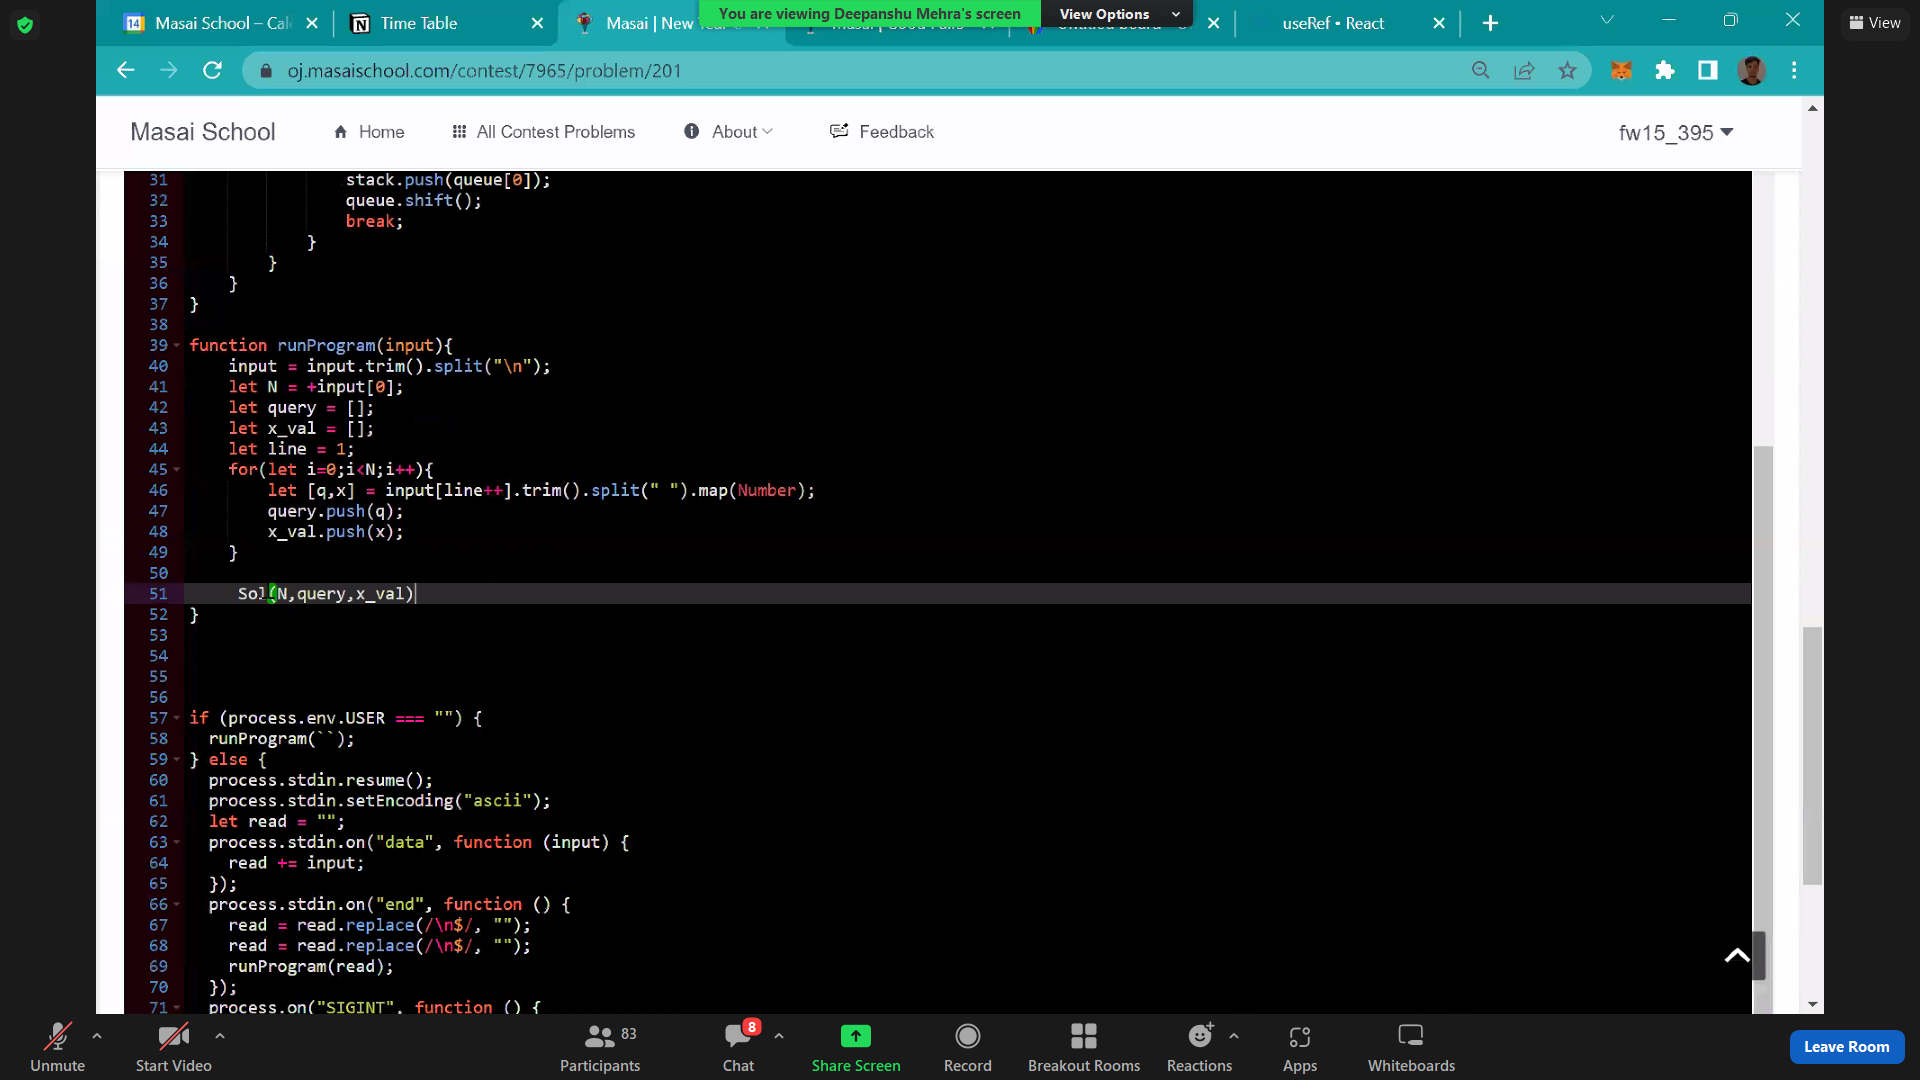 14 Masai School – Cal
Time Table
Masai | New Year
You are viewing Deepanshu Mehra's screen
View Options
useRef • React
View
oj.masaischool.com/contest/7965/problem/201
Masai School
Home
All Contest Problems
About
Feedback
fw15_395
31 stack.push(queue[0]);
32 queue.shift();
33 break;
34 }
35 }
36 }
37 }
38
39 function runProgram(input){
40 input = input.trim().split("\n");
41 let N = +input[0];
42 let query = [];
43 let x_val = [];
44 let line = 1;
45 for(let i=0;i<N;i++){
46 let [q,x] = input[line++].trim().split(" ").map(Number);
47 query.push(q);
48 x_val.push(x);
49 }
50
51 Sol(N,query,x_val)
52 }
53
54
55
56
57 if (process.env.USER === "") {
58 runProgram(``);
59 } else {
60 process.stdin.resume();
61 process.stdin.setEncoding("ascii");
62 let read = "";
63 process.stdin.on("data", function (input) {
64 read += input;
65 });
66 process.stdin.on("end", function () {
67 read = read.replace(/\n$/, "");
68 read = read.replace(/\n$/, "");
69 runProgram(read);
70 });
71 process.on("SIGINT", function () {
Unmute
Start Video
Participants 83
Chat 8
Share Screen
Record
Breakout Rooms
Reactions
Apps
Whiteboards
Leave Room